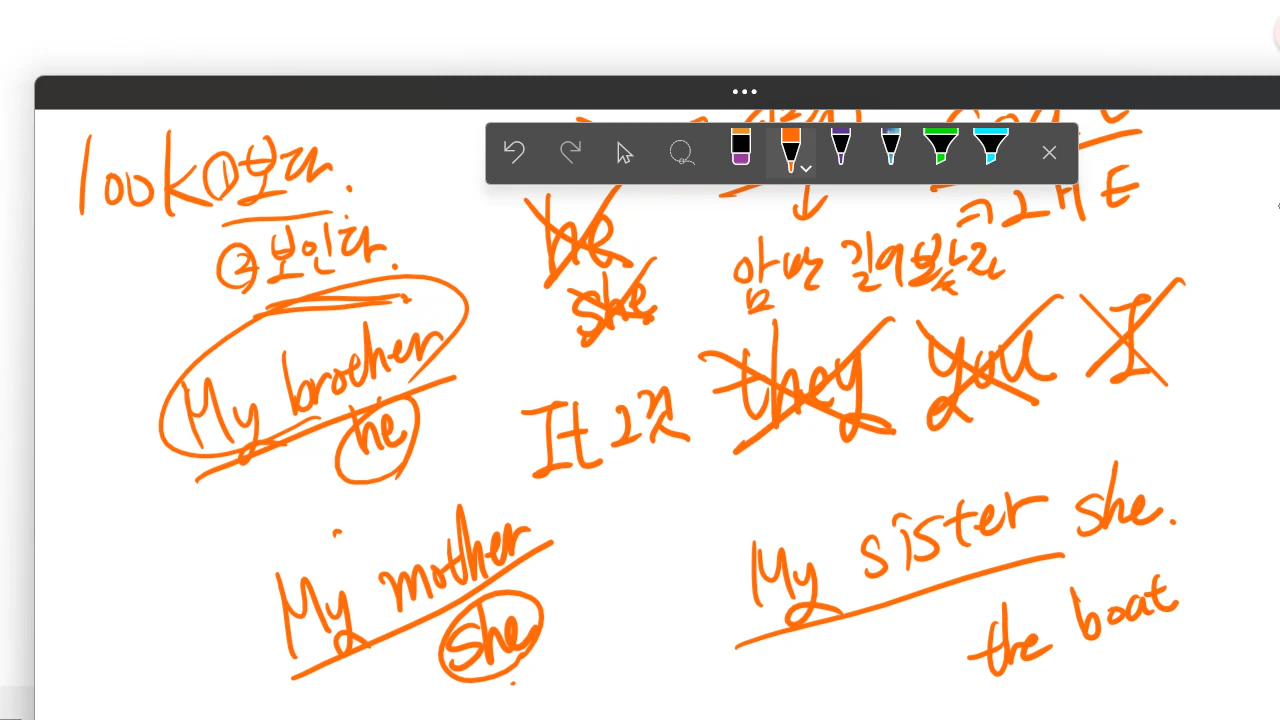 look ① 보다.
② 보인다.
he
she
My brother
he
It 그것
they you I
My mother
she
My sister she.
the boat